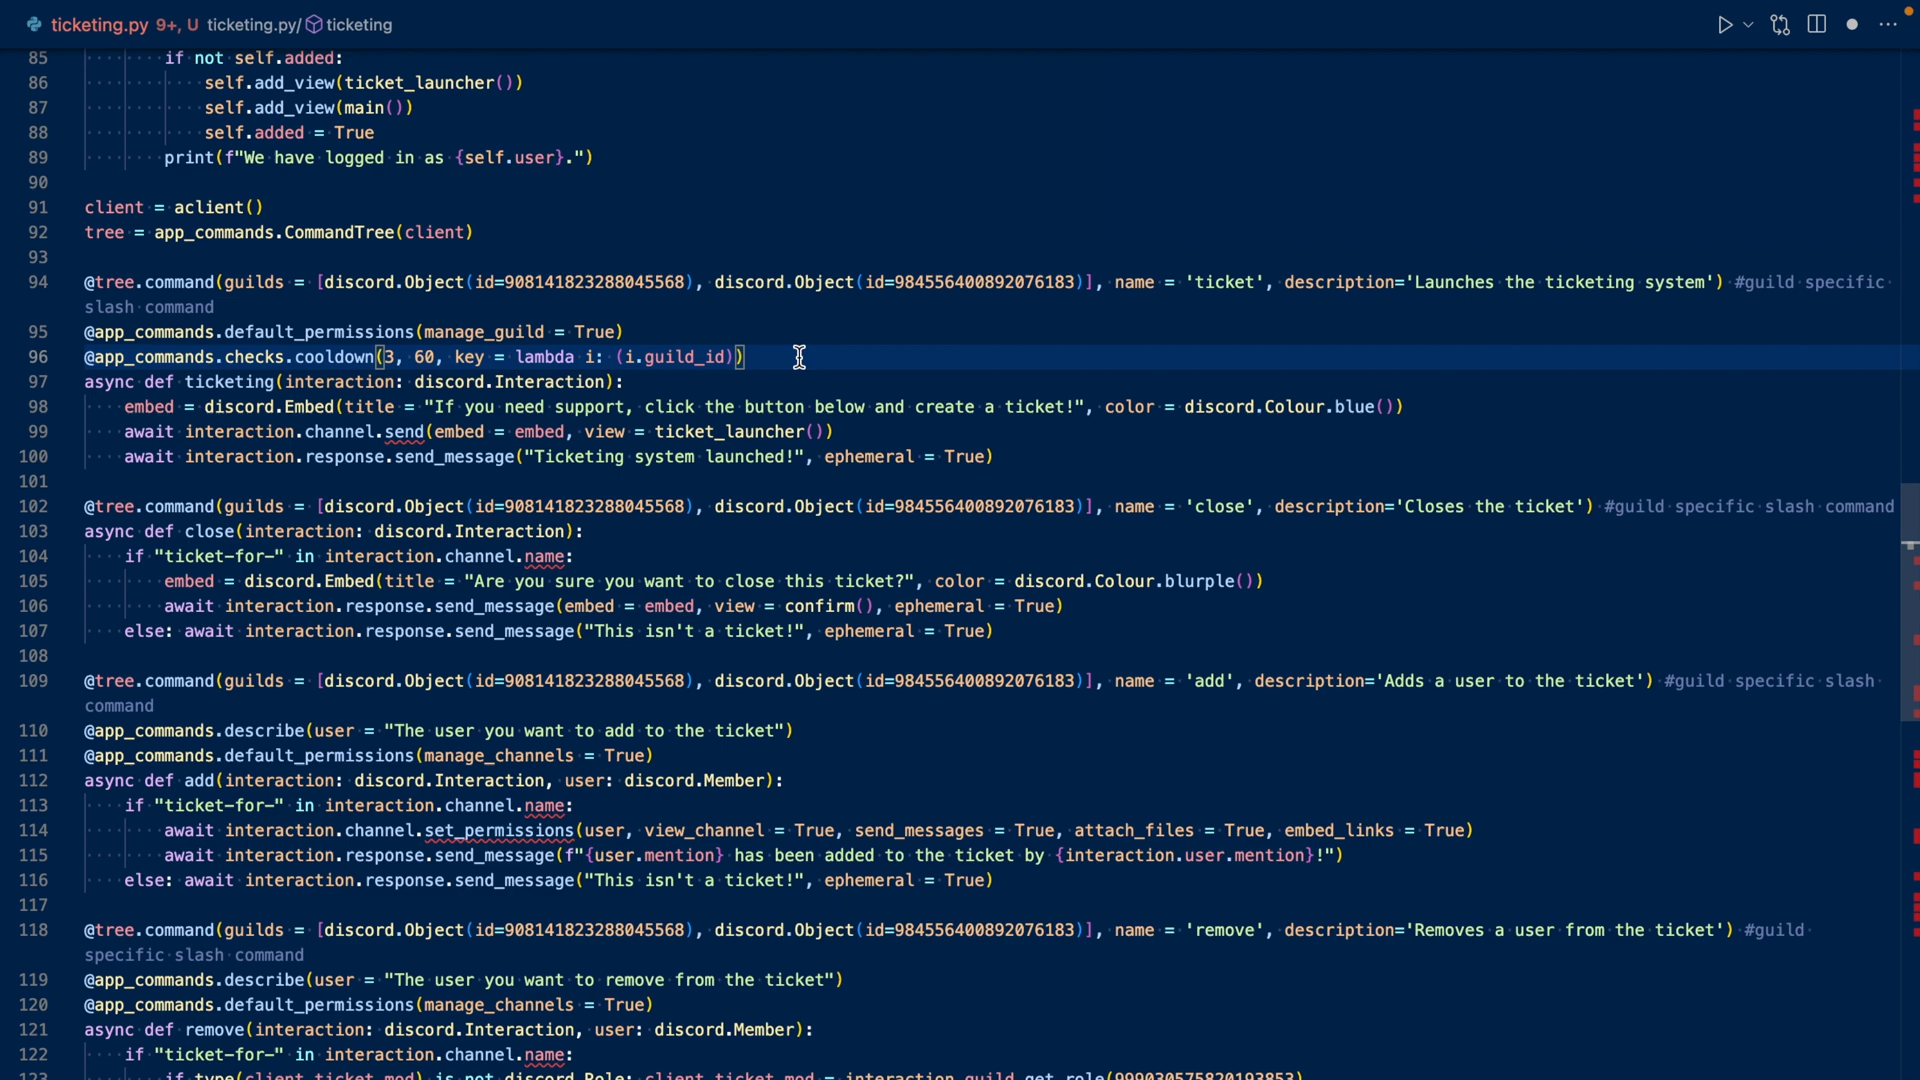 ticketing.py 9+, U ticketing.py/ ticketing
85 if not self.added:
86 self.add_view(ticket_launcher())
87 self.add_view(main())
88 self.added = True
89 print(f"We have logged in as {self.user}.")
90
91 client = aclient()
92 tree = app_commands.CommandTree(client)
93
94 @tree.command(guilds = [discord.Object(id=908141823288045568), discord.Object(id=984556400892076183)], name = 'ticket', description='Launches the ticketing system') #guild specific
slash command
95 @app_commands.default_permissions(manage_guild = True)
96 @app_commands.checks.cooldown(3, 60, key = lambda i: (i.guild_id))
97 async def ticketing(interaction: discord.Interaction):
98 embed = discord.Embed(title = "If you need support, click the button below and create a ticket!", color = discord.Colour.blue())
99 await interaction.channel.send(embed = embed, view = ticket_launcher())
100 await interaction.response.send_message("Ticketing system launched!", ephemeral = True)
101
102 @tree.command(guilds = [discord.Object(id=908141823288045568), discord.Object(id=984556400892076183)], name = 'close', description='Closes the ticket') #guild specific slash command
103 async def close(interaction: discord.Interaction):
104 if "ticket-for-" in interaction.channel.name:
105 embed = discord.Embed(title = "Are you sure you want to close this ticket?", color = discord.Colour.blurple())
106 await interaction.response.send_message(embed = embed, view = confirm(), ephemeral = True)
107 else: await interaction.response.send_message("This isn't a ticket!", ephemeral = True)
108
109 @tree.command(guilds = [discord.Object(id=908141823288045568), discord.Object(id=984556400892076183)], name = 'add', description='Adds a user to the ticket') #guild specific slash
command
110 @app_commands.describe(user = "The user you want to add to the ticket")
111 @app_commands.default_permissions(manage_channels = True)
112 async def add(interaction: discord.Interaction, user: discord.Member):
113 if "ticket-for-" in interaction.channel.name:
114 await interaction.channel.set_permissions(user, view_channel = True, send_messages = True, attach_files = True, embed_links = True)
115 await interaction.response.send_message(f"{user.mention} has been added to the ticket by {interaction.user.mention}!")
116 else: await interaction.response.send_message("This isn't a ticket!", ephemeral = True)
117
118 @tree.command(guilds = [discord.Object(id=908141823288045568), discord.Object(id=984556400892076183)], name = 'remove', description='Removes a user from the ticket') #guild
specific slash command
119 @app_commands.describe(user = "The user you want to remove from the ticket")
120 @app_commands.default_permissions(manage_channels = True)
121 async def remove(interaction: discord.Interaction, user: discord.Member):
122 if "ticket-for-" in interaction.channel.name:
123 if type(client.ticket_mod) is not discord.Role: client.ticket_mod = interaction.guild.get_role(999030575820193853)